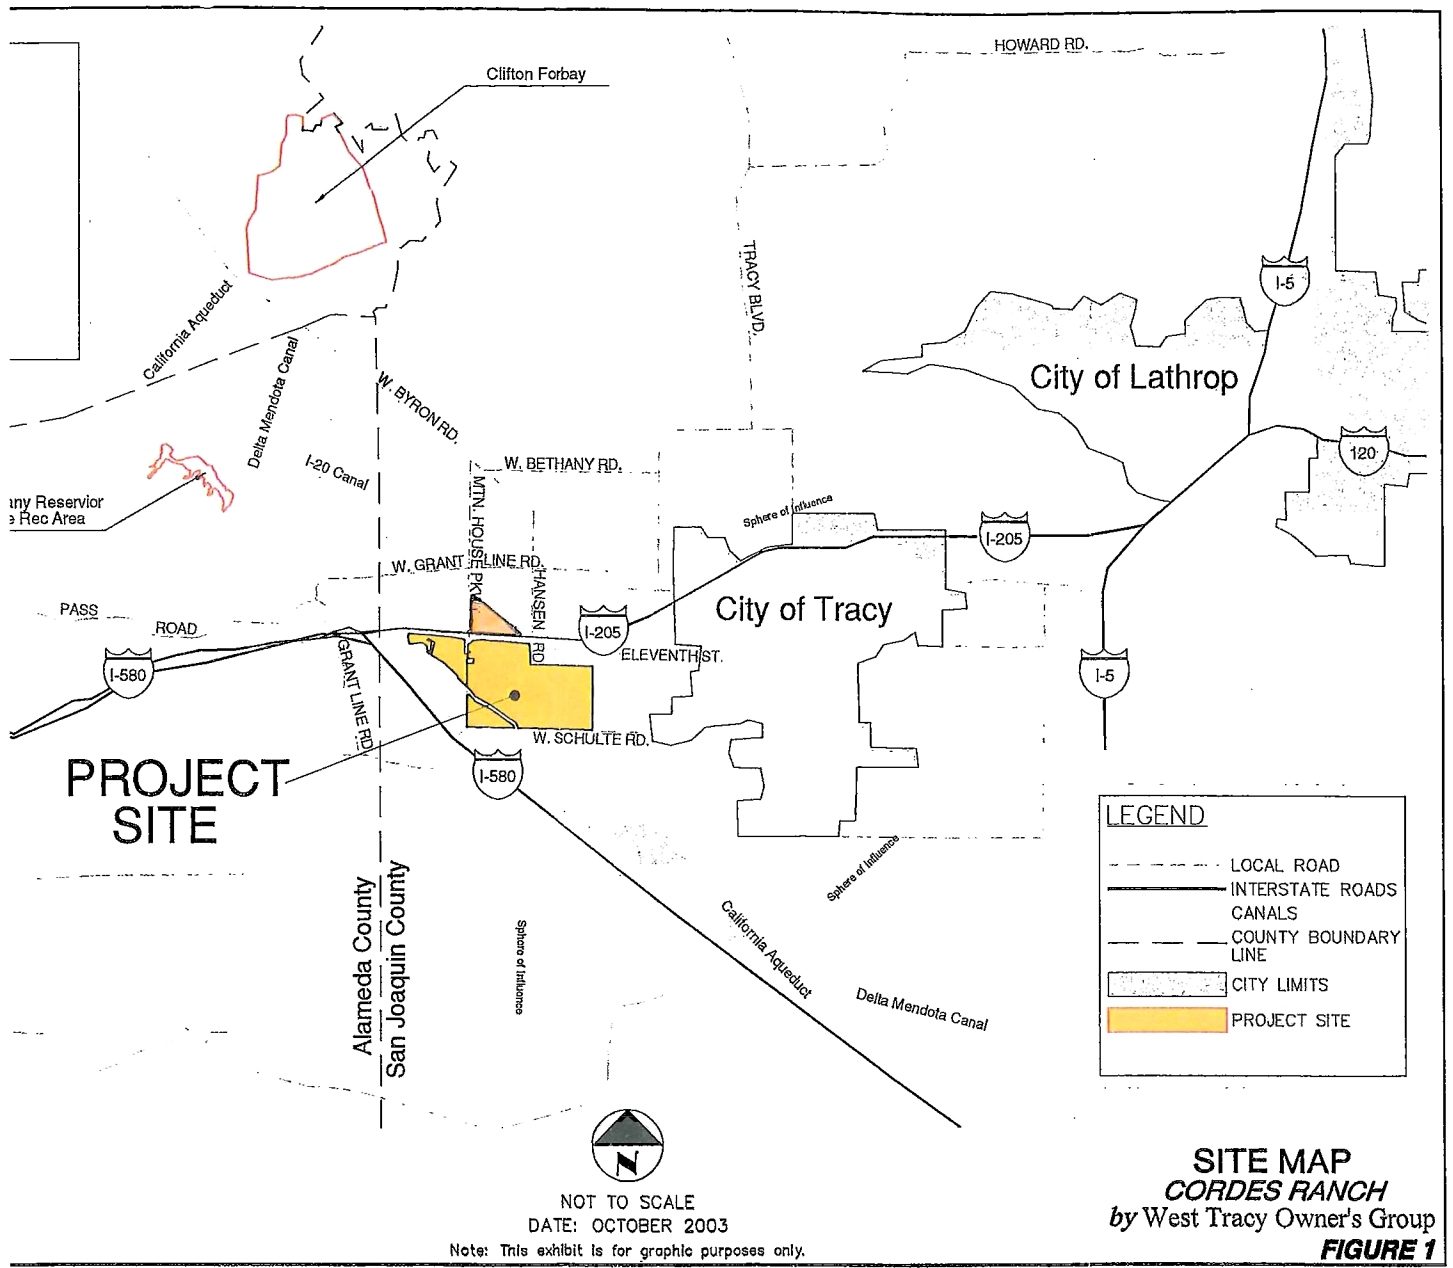 HOWARD RD.
Clifton Forbay
TRACY BLVD.
I-5
California Aqueduct
Delta Mendota Canal
City of Lathrop
W. BYRON RD.
120
I-20 Canal
W. BETHANY RD.
any Reservior
e Rec Area
MTN. HOUSE PKY
Sphere of Influence
I-205
W. GRANT LINE RD.
HANSEN RD
PASS
ROAD
City of Tracy
I-205
ELEVENTH ST.
I-580
GRANT LINE RD
I-5
W. SCHULTE RD.
PROJECT
SITE
I-580
LEGEND
LOCAL ROAD
INTERSTATE ROADS
CANALS
COUNTY BOUNDARY
LINE
CITY LIMITS
PROJECT SITE
Sphere of Influence
Alameda County
San Joaquin County
Sphere of Influence
California Aqueduct
Delta Mendota Canal
N
NOT TO SCALE
DATE: OCTOBER 2003
Note: This exhibit is for graphic purposes only.
SITE MAP
CORDES RANCH
by West Tracy Owner's Group
FIGURE 1